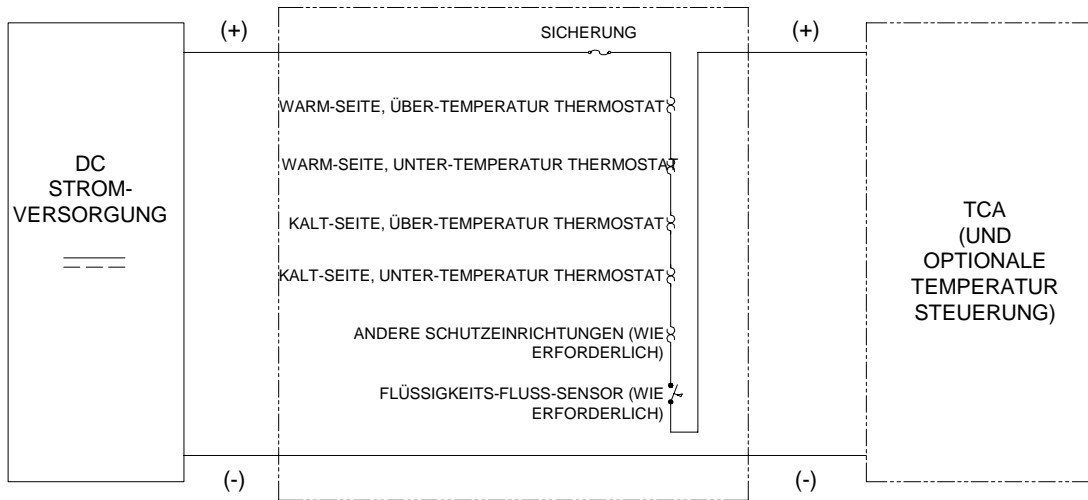 (+)
(+)
SICHERUNG
WARM-SEITE, ÜBER-TEMPERATUR THERMOSTAT
WARM-SEITE, UNTER-TEMPERATUR THERMOSTAT
KALT-SEITE, ÜBER-TEMPERATUR THERMOSTAT
KALT-SEITE, UNTER-TEMPERATUR THERMOSTAT
ANDERE SCHUTZEINRICHTUNGEN (WIE
ERFORDERLICH)
FLÜSSIGKEITS-FLUSS-SENSOR (WIE
ERFORDERLICH)
DC
STROM-
VERSORGUNG
TCA
(UND
OPTIONALE
TEMPERATUR
STEUERUNG)
(-)
(-)